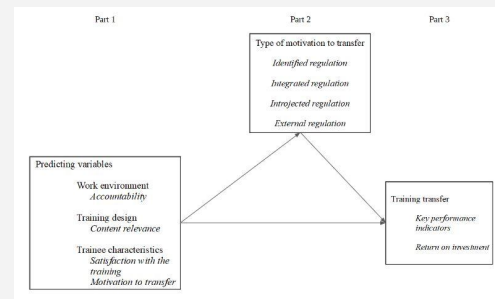 Part 1
Part 2
Part 3
Type of motivation to transfer
Identified regulation
Integrated regulation
Introjected regulation
External regulation
Predicting variables
Work environment
Accountability
Training design
Content relevance
Trainee characteristics
Satisfaction with the
training
Motivation to transfer
Training transfer
Key performance
indicators
Return on investment